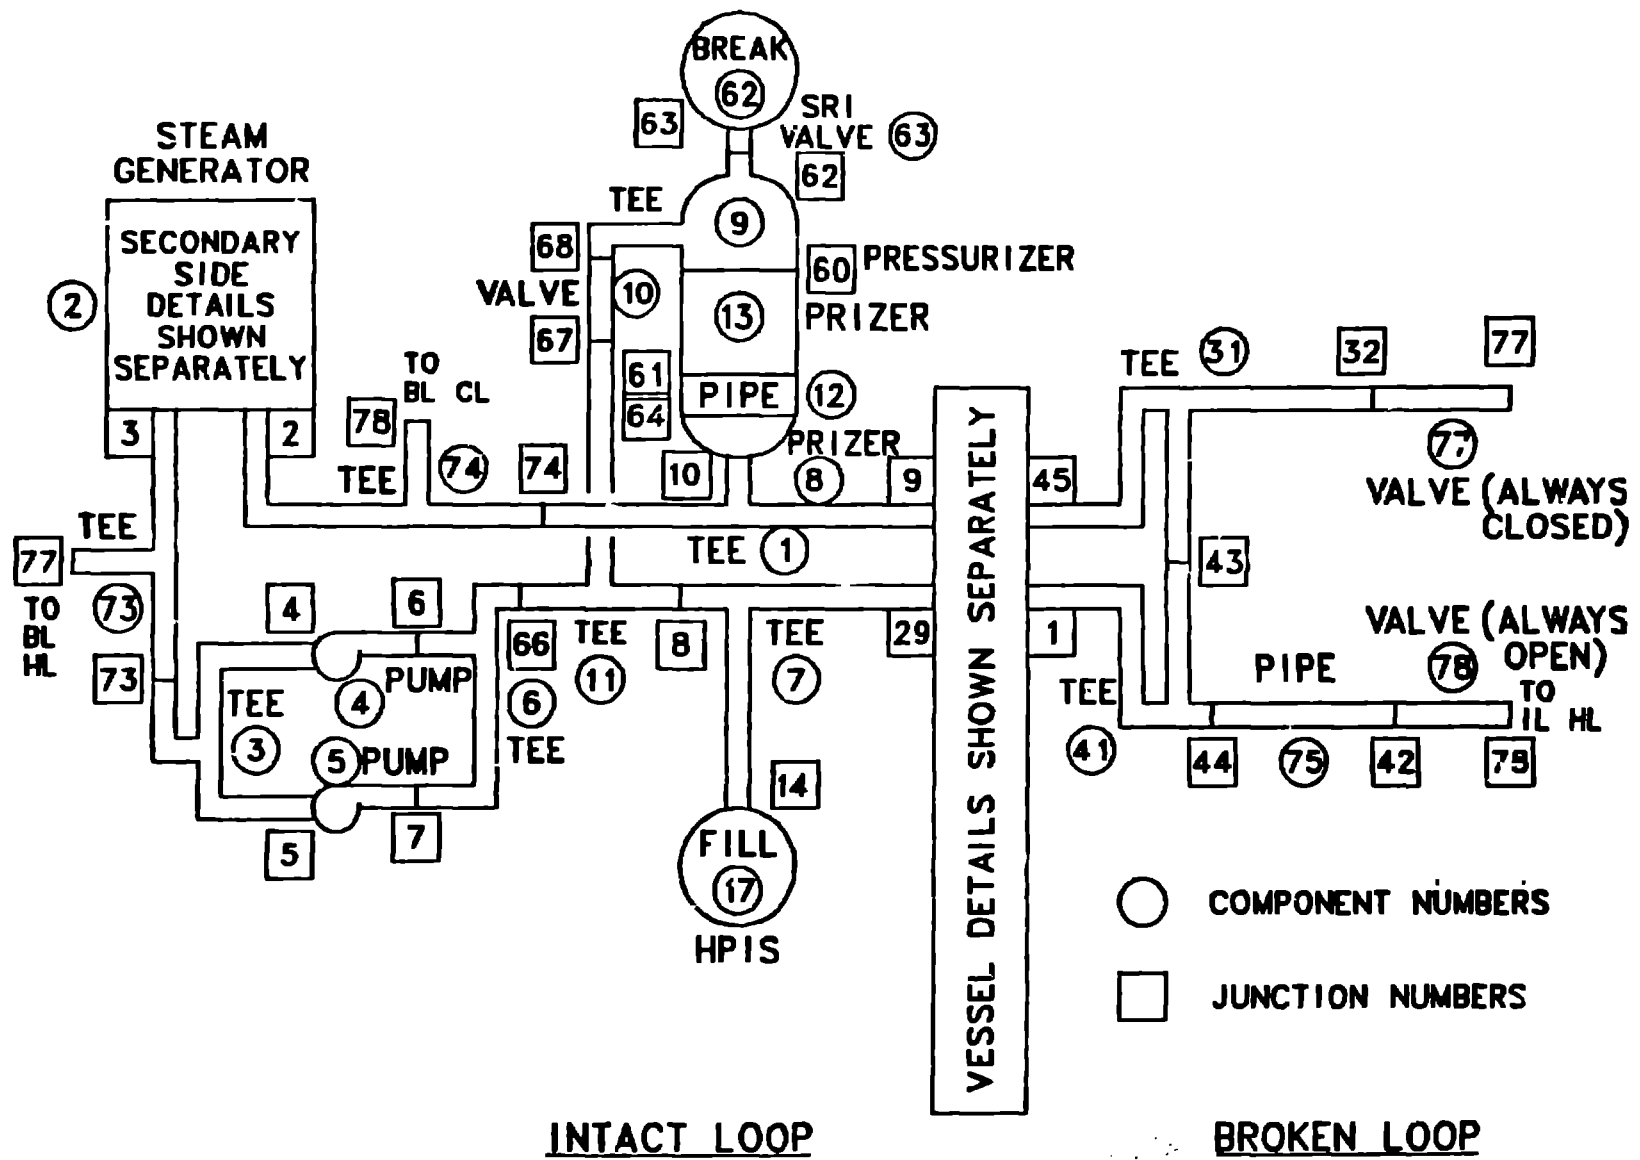 BREAK
62
SRI
VALVE 63
63
62
STEAM
GENERATOR
SECONDARY
SIDE
DETAILS
SHOWN
SEPARATELY
2
3
2
TEE
9
68
60 PRESSURIZER
VALVE 10
13 PRIZER
67
61
PIPE 12
64
PRIZER
8
10
9
45
TO
BL CL
78
TEE 74
74
TEE 31
32
77
77
VALVE (ALWAYS
CLOSED)
TEE
77
TO
BL
HL
73
73
TEE 1
43
4
6
66
TEE
11
8
TEE
7
29
1
PUMP
4
TEE
3
5 PUMP
6
TEE
5
7
14
FILL
17
HPIS
VESSEL DETAILS SHOWN SEPARATELY
VALVE (ALWAYS
OPEN)
PIPE
78
TO
IL HL
TEE
41
44
75
42
COMPONENT NUMBERS
JUNCTION NUMBERS
INTACT LOOP
BROKEN LOOP